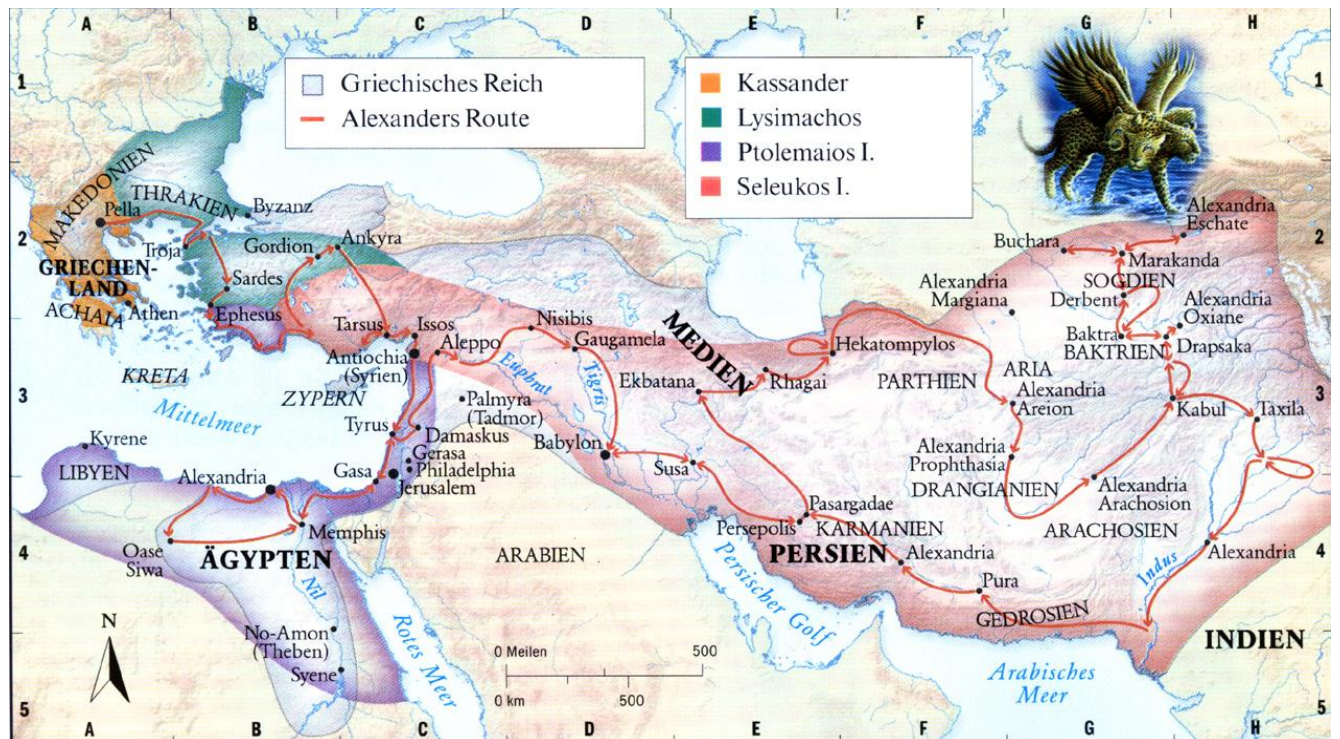 A
B
C
D
E
F
G
H
1
1
Griechisches Reich
Alexanders Route
Kassander
Lysimachos
Ptolemaios I.
Seleukos I.
MAKEDONIEN
THRAKIEN
Pella
Byzanz
2
Troja
Gordion
Ankyra
GRIECHEN-
LAND
Sardes
ACHAIA
Athen
Ephesus
Tarsus
Issos
Antiochia
(Syrien)
Aleppo
Nisibis
Gaugamela
MEDIEN
Hekatompylos
Alexandria
Margiana
Buchara
Alexandria
Eschate
2
Marakanda
SOGDIEN
Derbent
Alexandria
Oxiane
Baktra
BAKTRIEN
Drapsaka
KRETA
ZYPERN
3
Mittelmeer
Euphrat
Tigris
Ekbatana
Rhagai
PARTHIEN
ARIA
Alexandria
Areion
Kabul
Taxila
3
Palmyra
(Tadmor)
Tyrus
Damaskus
Gerasa
Philadelphia
Jerusalem
Gasa
Kyrene
LIBYEN
Alexandria
Babylon
Susa
Alexandria
Prophthasia
DRANGIANIEN
Alexandria
Arachosion
ARACHOSIEN
Pasargadae
Persepolis
KARMANIEN
4
Oase
Siwa
ÄGYPTEN
Memphis
Nil
ARABIEN
Persischer Golf
PERSIEN
Alexandria
Pura
GEDROSIEN
Indus
Alexandria
4
INDIEN
N
No-Amon
(Theben)
Syene
Rotes Meer
0 Meilen
500
0 km
500
Arabisches
Meer
5
5
A
B
C
D
E
F
G
H